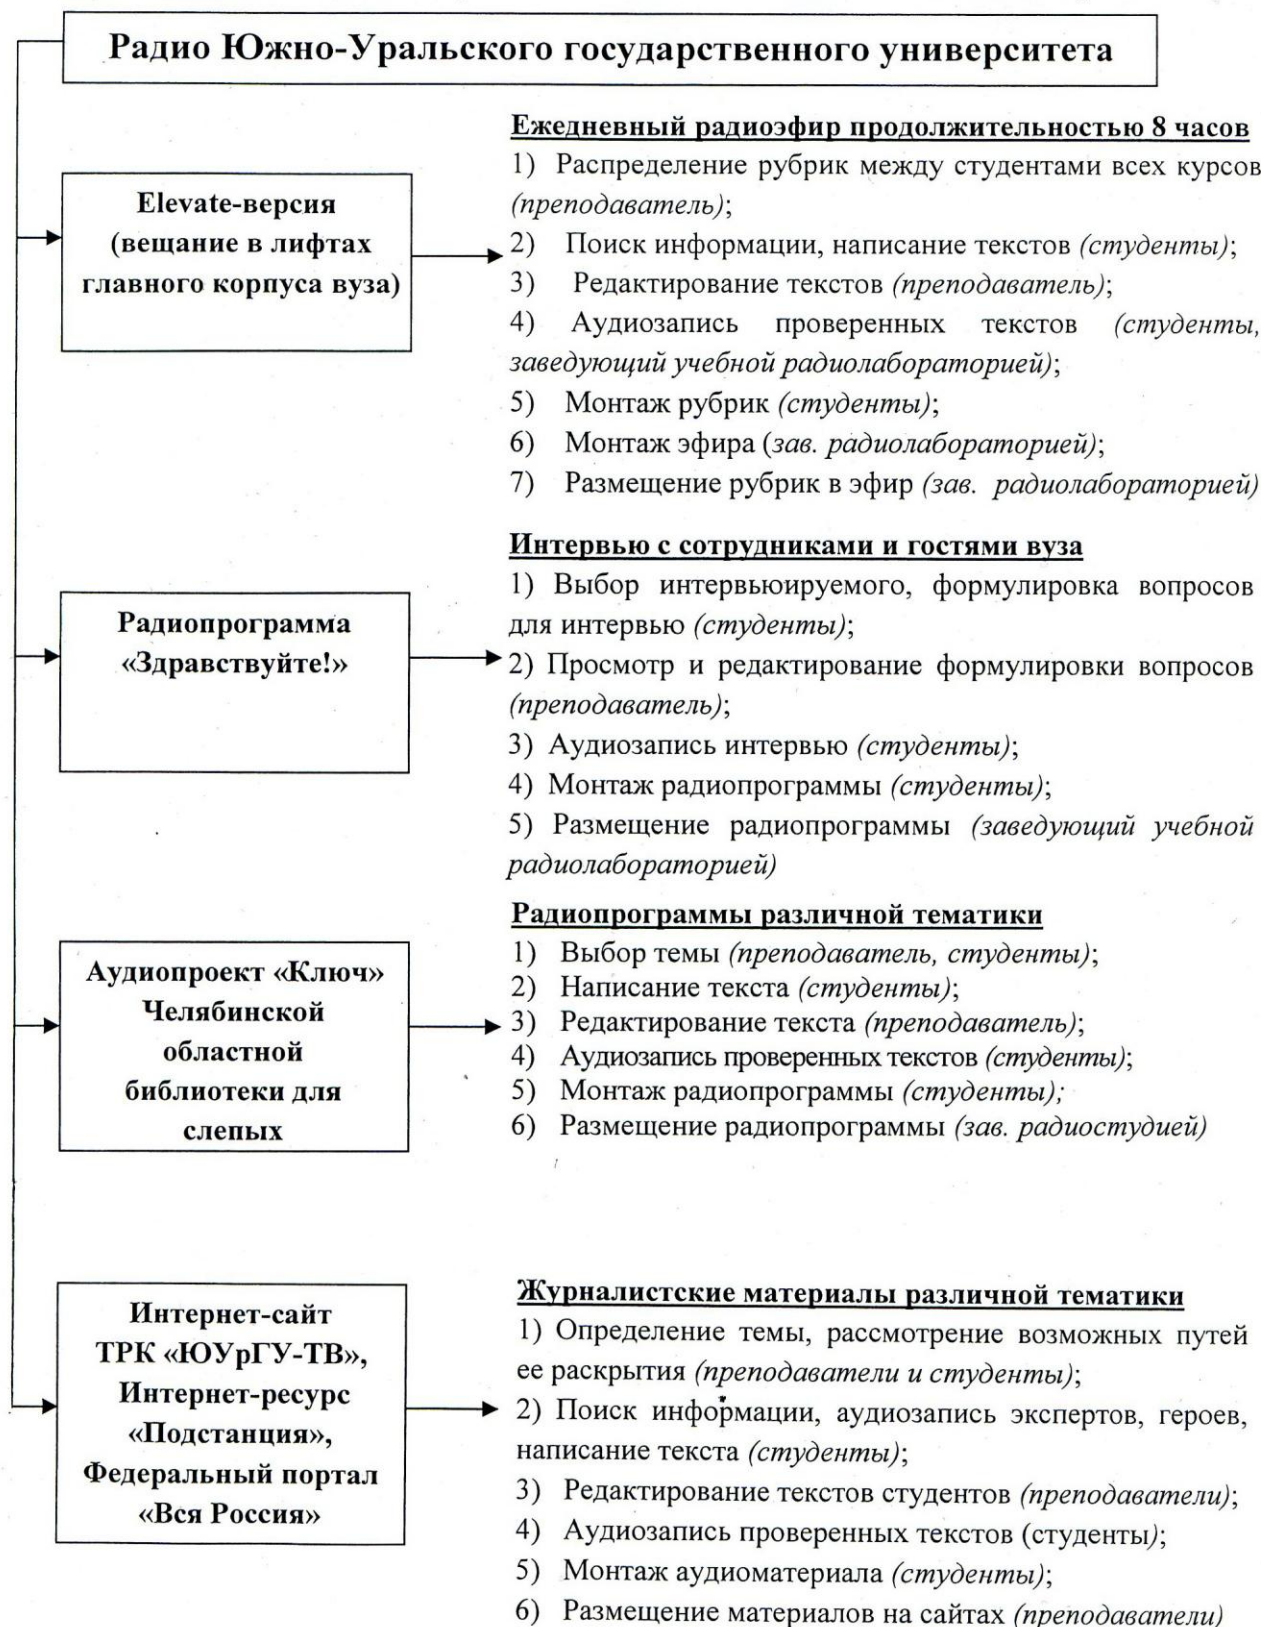 Радио Южно-Уральского государственного университета
Elevate-версия
(вещание в лифтах
главного корпуса вуза)
Ежедневный радиоэфир продолжительностью 8 часов
1) Распределение рубрик между студентами всех курсов
(преподаватель);
2) Поиск информации, написание текстов (студенты);
3) Редактирование текстов (преподаватель);
4) Аудиозапись проверенных текстов (студенты,
заведующий учебной радиолабораторией);
5) Монтаж рубрик (студенты);
6) Монтаж эфира (зав. радиолабораторией);
7) Размещение рубрик в эфир (зав. радиолабораторией)
Радиопрограмма
«Здравствуйте!»
Интервью с сотрудниками и гостями вуза
1) Выбор интервьюируемого, формулировка вопросов
для интервью (студенты);
2) Просмотр и редактирование формулировки вопросов
(преподаватель);
3) Аудиозапись интервью (студенты);
4) Монтаж радиопрограммы (студенты);
5) Размещение радиопрограммы (заведующий учебной
радиолабораторией)
Аудиопроект «Ключ»
Челябинской
областной
библиотеки для
слепых
Радиопрограммы различной тематики
1) Выбор темы (преподаватель, студенты);
2) Написание текста (студенты);
3) Редактирование текста (преподаватель);
4) Аудиозапись проверенных текстов (студенты);
5) Монтаж радиопрограммы (студенты);
6) Размещение радиопрограммы (зав. радиостудией)
Интернет-сайт
ТРК «ЮУрГУ-ТВ»,
Интернет-ресурс
«Подстанция»,
Федеральный портал
«Вся Россия»
Журналистские материалы различной тематики
1) Определение темы, рассмотрение возможных путей
ее раскрытия (преподаватели и студенты);
2) Поиск информации, аудиозапись экспертов, героев,
написание текста (студенты);
3) Редактирование текстов студентов (преподаватели);
4) Аудиозапись проверенных текстов (студенты);
5) Монтаж аудиоматериала (студенты);
6) Размещение материалов на сайтах (преподаватели)